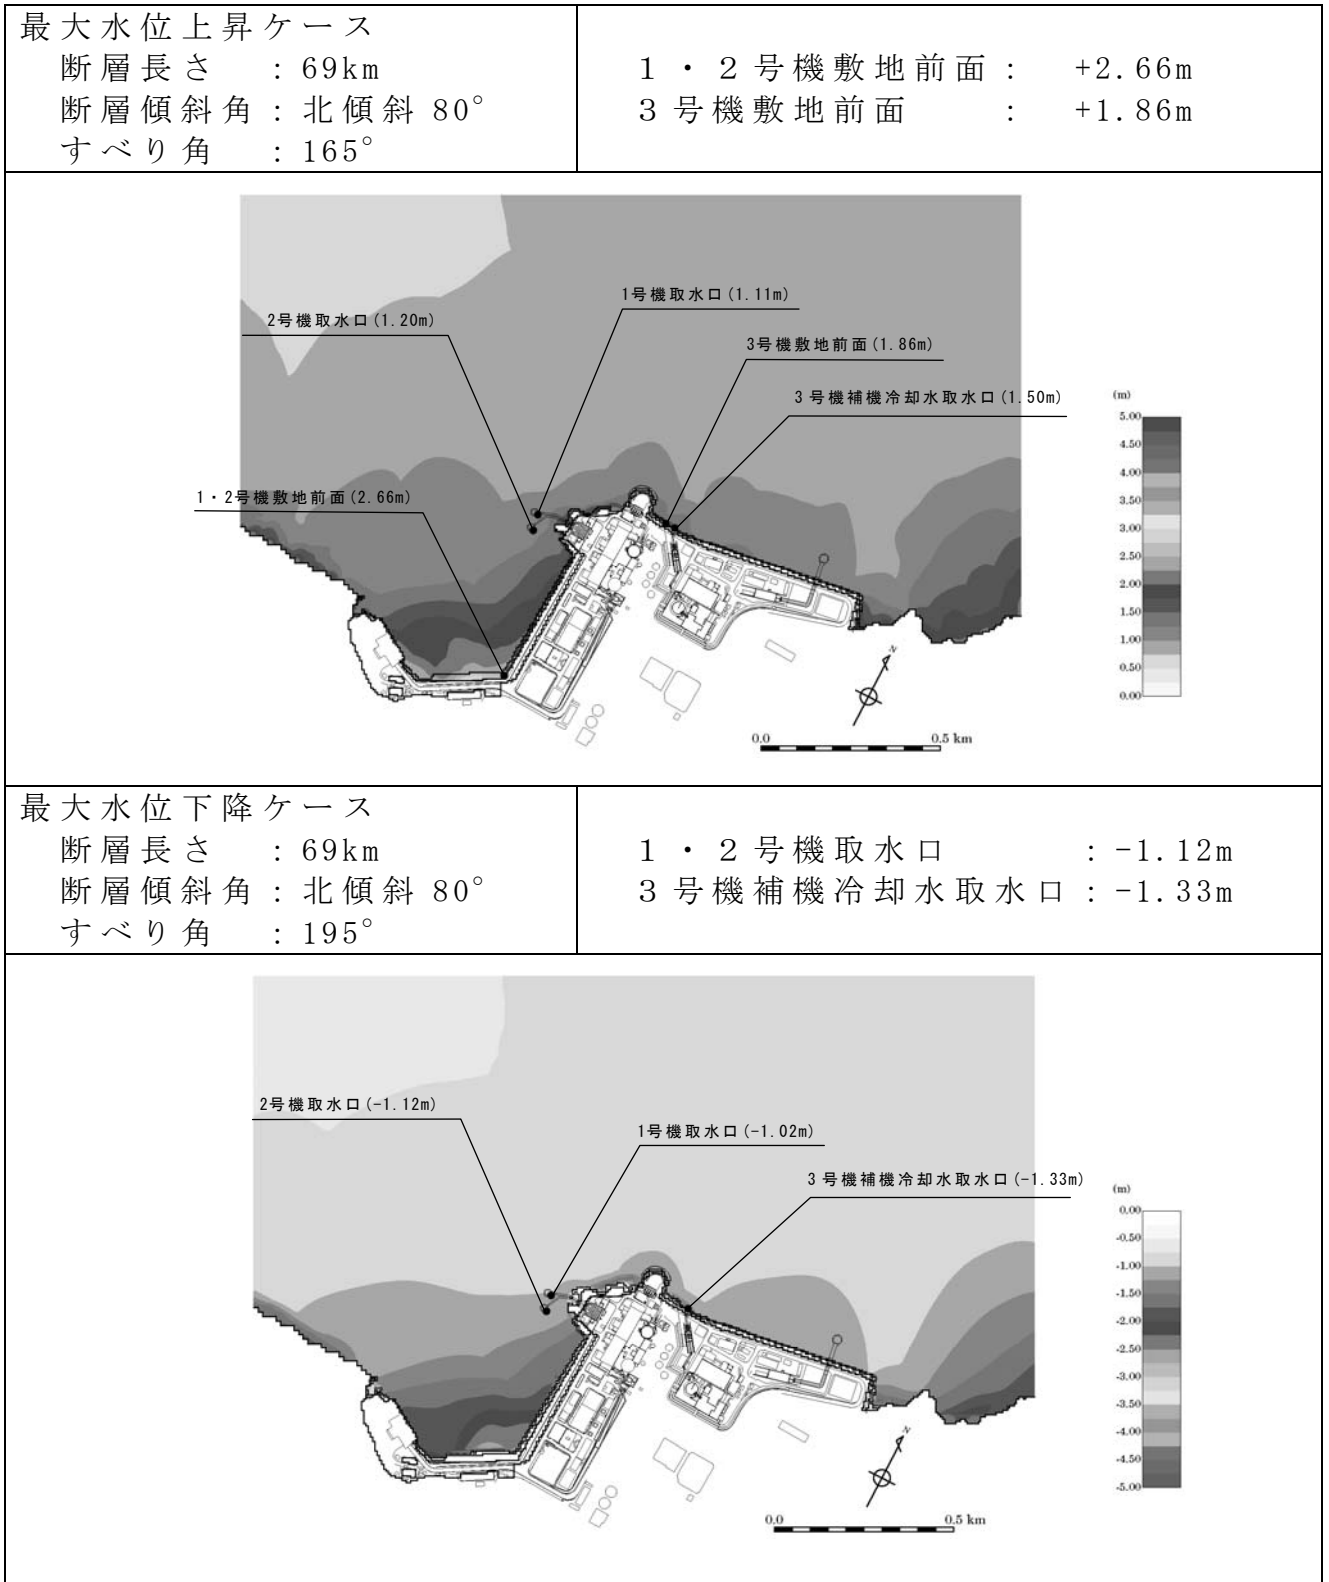 最大水位上昇ケース
断層長さ : 69km
断層傾斜角 : 北傾斜 80°
すべり角 : 165°
1・2号機敷地前面 : +2.66m
3号機敷地前面 : +1.86m
1号機取水口(1.11m)
2号機取水口(1.20m)
3号機敷地前面(1.86m)
3号機補機冷却水取水口(1.50m)
1・2号機敷地前面(2.66m)
(m)
5.00
4.50
4.00
3.50
3.00
2.50
2.00
1.50
1.00
0.50
0.00
N
0.0 0.5 km
最大水位下降ケース
断層長さ : 69km
断層傾斜角 : 北傾斜 80°
すべり角 : 195°
1・2号機取水口 : -1.12m
3号機補機冷却水取水口 : -1.33m
2号機取水口(-1.12m)
1号機取水口(-1.02m)
3号機補機冷却水取水口(-1.33m)
(m)
0.00
-0.50
-1.00
-1.50
-2.00
-2.50
-3.00
-3.50
-4.00
-4.50
-5.00
N
0.0 0.5 km